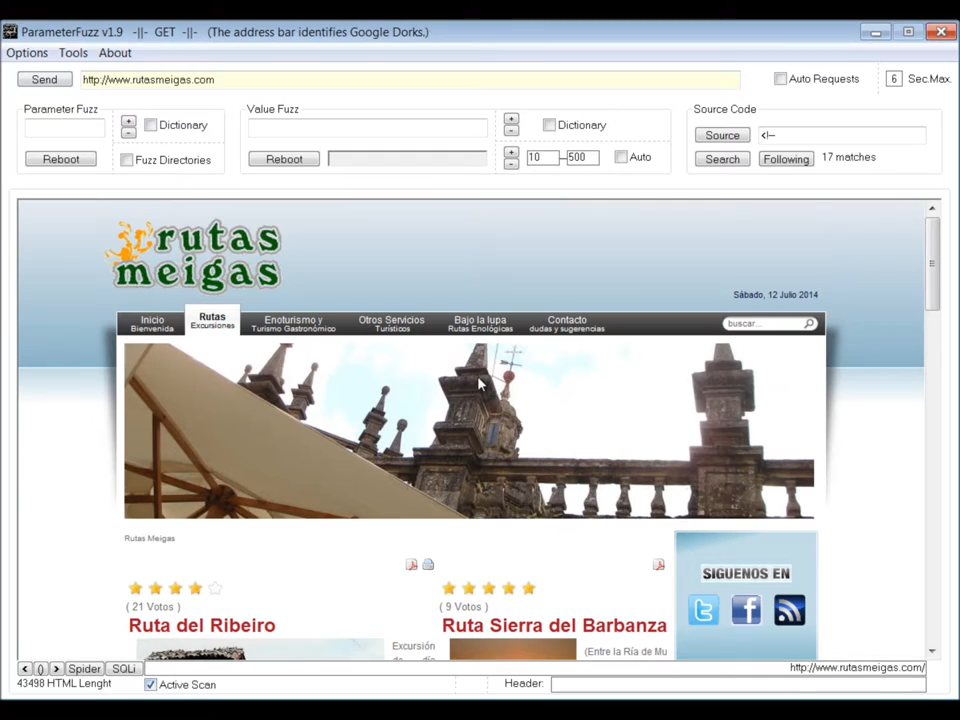 ParameterFuzz v1.9 -||- GET -||- (The address bar identifies Google Dorks.)
Options Tools About
Send http://www.rutasmeigas.com Auto Requests 6 Sec.Max.
Parameter Fuzz Value Fuzz Source Code
+ - Dictionary + - Dictionary Source <!--
Reboot Fuzz Directories Reboot + - 10 -- 500 Auto Search Following 17 matches
rutas
meigas
Sábado, 12 Julio 2014
Inicio Rutas Enoturismo y Otros Servicios Bajo la lupa Contacto buscar...
Bienvenida Excursiones Turismo Gastronómico Turísticos Rutas Enológicas dudas y sugerencias
Rutas Meigas
SIGUENOS EN
( 21 Votos ) ( 9 Votos )
Ruta del Ribeiro Ruta Sierra del Barbanza
Excursión (Entre la Ría de Mu
de día
< () > Spider SQLi http://www.rutasmeigas.com/
43498 HTML Lenght Active Scan Header: